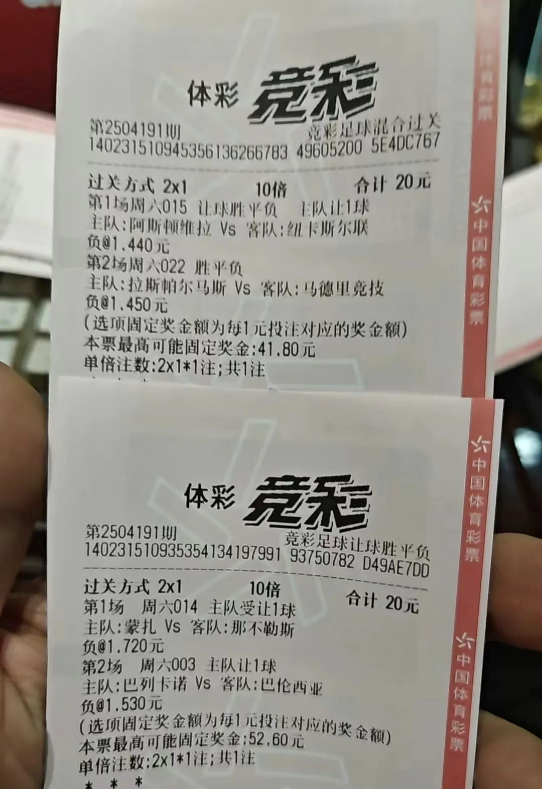 体彩 竞彩
第2504191期 竞彩足球混合过关
140231510945356136266783 49605200 5E4DC767
过关方式 2x1 10倍 合计 20元
第1场周六015 让球胜平负 主队让1球
主队:阿斯顿维拉 Vs 客队:纽卡斯尔联
负@1.440元
第2场周六022 胜平负
主队:拉斯帕尔马斯 Vs 客队:马德里竞技
负@1.450元
(选项固定奖金额为每1元投注对应的奖金额)
本票最高可能固定奖金:41.80元
单倍注数:2x1*1注;共1注
中国体育彩票
体彩 竞彩
第2504191期 竞彩足球让球胜平负
140231510935354134197991 93750782 D49AE7DD
过关方式 2x1 10倍 合计 20元
第1场 周六014 主队受让1球
主队:蒙扎 Vs 客队:那不勒斯
负@1.720元
第2场 周六003 主队让1球
主队:巴列卡诺 Vs 客队:巴伦西亚
负@1.530元
(选项固定奖金额为每1元投注对应的奖金额)
本票最高可能固定奖金:52.60元
单倍注数:2x1*1注;共1注
* * *
中国体育彩票
中国体育彩票